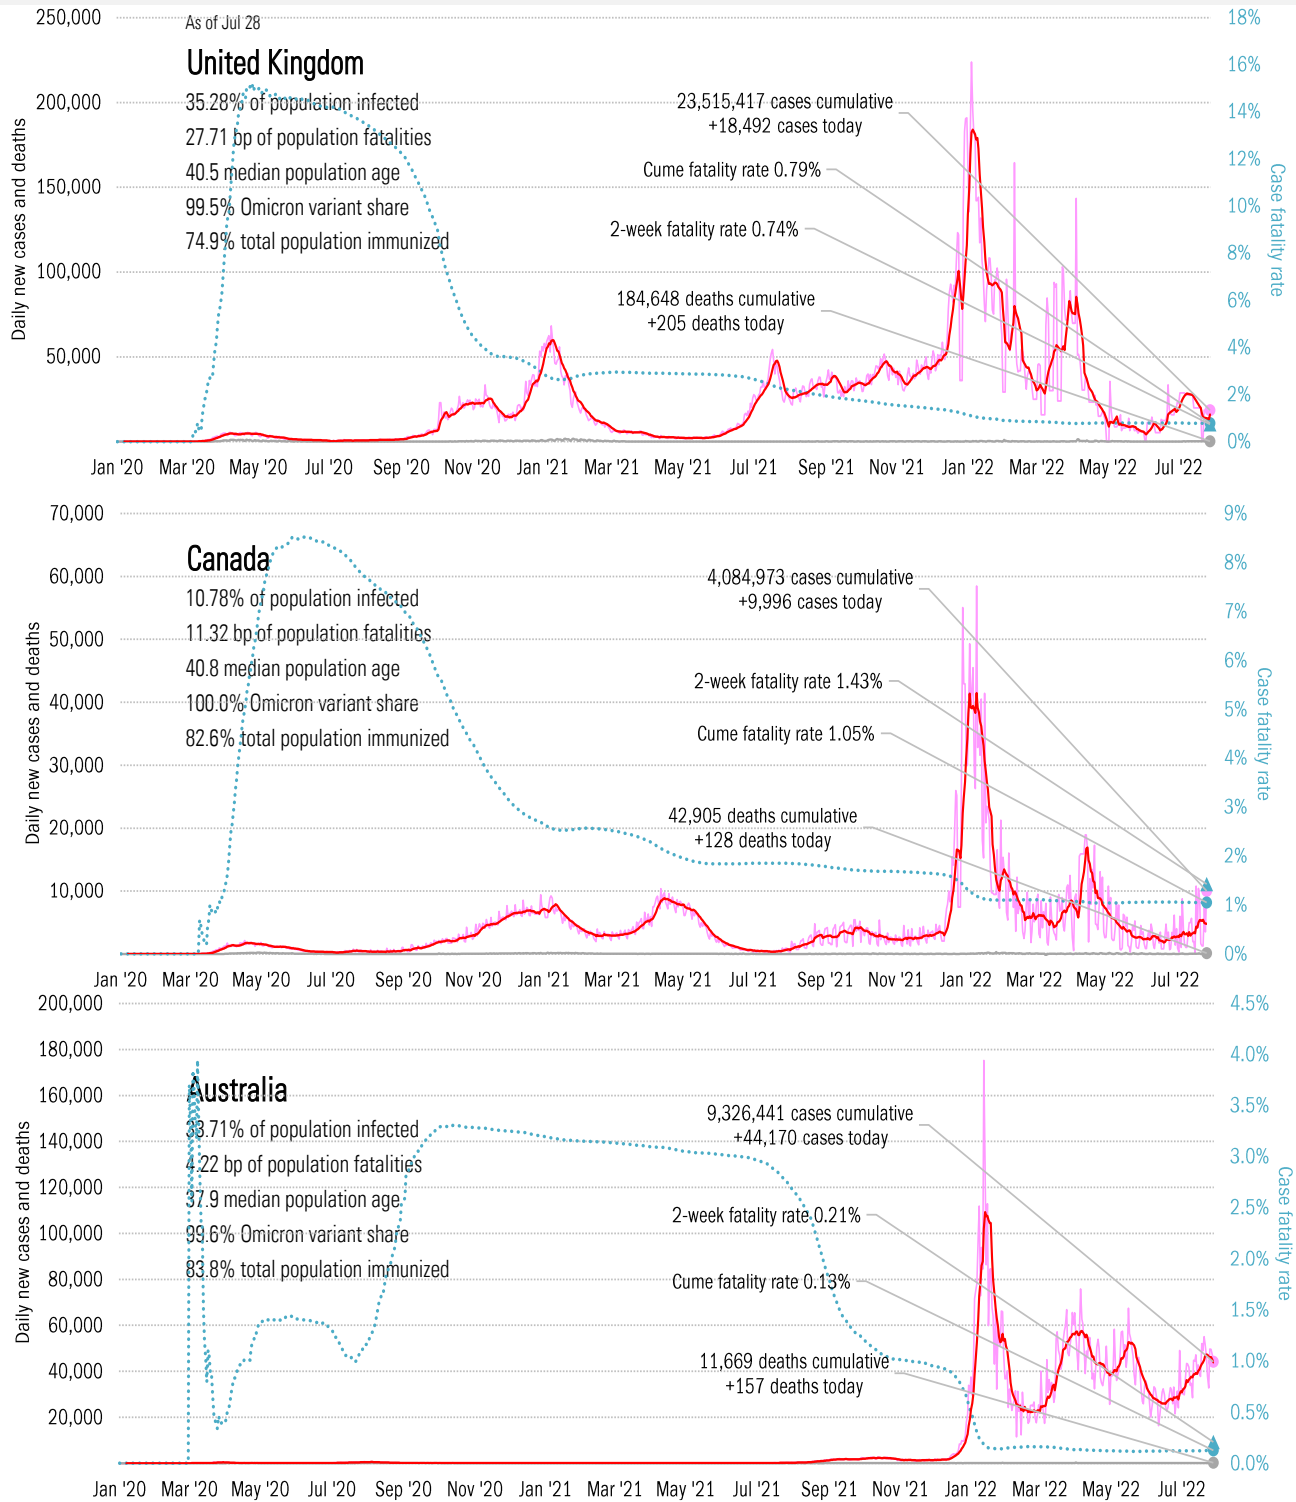 As of Jul 28
United Kingdom
35.28% of population infected
27.71 bp of population fatalities
40.5 median population age
99.5% Omicron variant share
74.9% total population immunized
23,515,417 cases cumulative
+18,492 cases today
Cume fatality rate 0.79%
2-week fatality rate 0.74%
184,648 deaths cumulative
+205 deaths today
Daily new cases and deaths
250,000
200,000
150,000
100,000
50,000
18%
16%
14%
12%
10%
8%
6%
4%
2%
0%
Case fatality rate
Jan '20 Mar '20 May '20 Jul '20 Sep '20 Nov '20 Jan '21 Mar '21 May '21 Jul '21 Sep '21 Nov '21 Jan '22 Mar '22 May '22 Jul '22
Canada
10.78% of population infected
11.32 bp of population fatalities
40.8 median population age
100.0% Omicron variant share
82.6% total population immunized
4,084,973 cases cumulative
+9,996 cases today
2-week fatality rate 1.43%
Cume fatality rate 1.05%
42,905 deaths cumulative
+128 deaths today
Daily new cases and deaths
70,000
60,000
50,000
40,000
30,000
20,000
10,000
9%
8%
7%
6%
5%
4%
3%
2%
1%
0%
Case fatality rate
Jan '20 Mar '20 May '20 Jul '20 Sep '20 Nov '20 Jan '21 Mar '21 May '21 Jul '21 Sep '21 Nov '21 Jan '22 Mar '22 May '22 Jul '22
Australia
33.71% of population infected
4.22 bp of population fatalities
37.9 median population age
99.6% Omicron variant share
83.8% total population immunized
9,326,441 cases cumulative
+44,170 cases today
2-week fatality rate 0.21%
Cume fatality rate 0.13%
11,669 deaths cumulative
+157 deaths today
Daily new cases and deaths
200,000
180,000
160,000
140,000
120,000
100,000
80,000
60,000
40,000
20,000
4.5%
4.0%
3.5%
3.0%
2.5%
2.0%
1.5%
1.0%
0.5%
0.0%
Case fatality rate
Jan '20 Mar '20 May '20 Jul '20 Sep '20 Nov '20 Jan '21 Mar '21 May '21 Jul '21 Sep '21 Nov '21 Jan '22 Mar '22 May '22 Jul '22